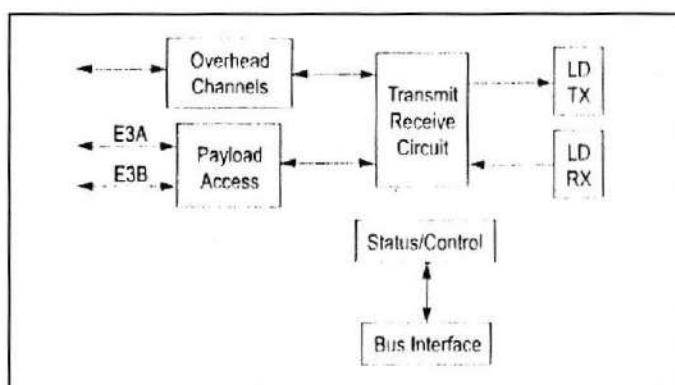 Overhead
Channels
E3A
E3B
Payload
Access
Transmit
Receive
Circuit
LD
TX
LD
RX
Status/Control
Bus Interface